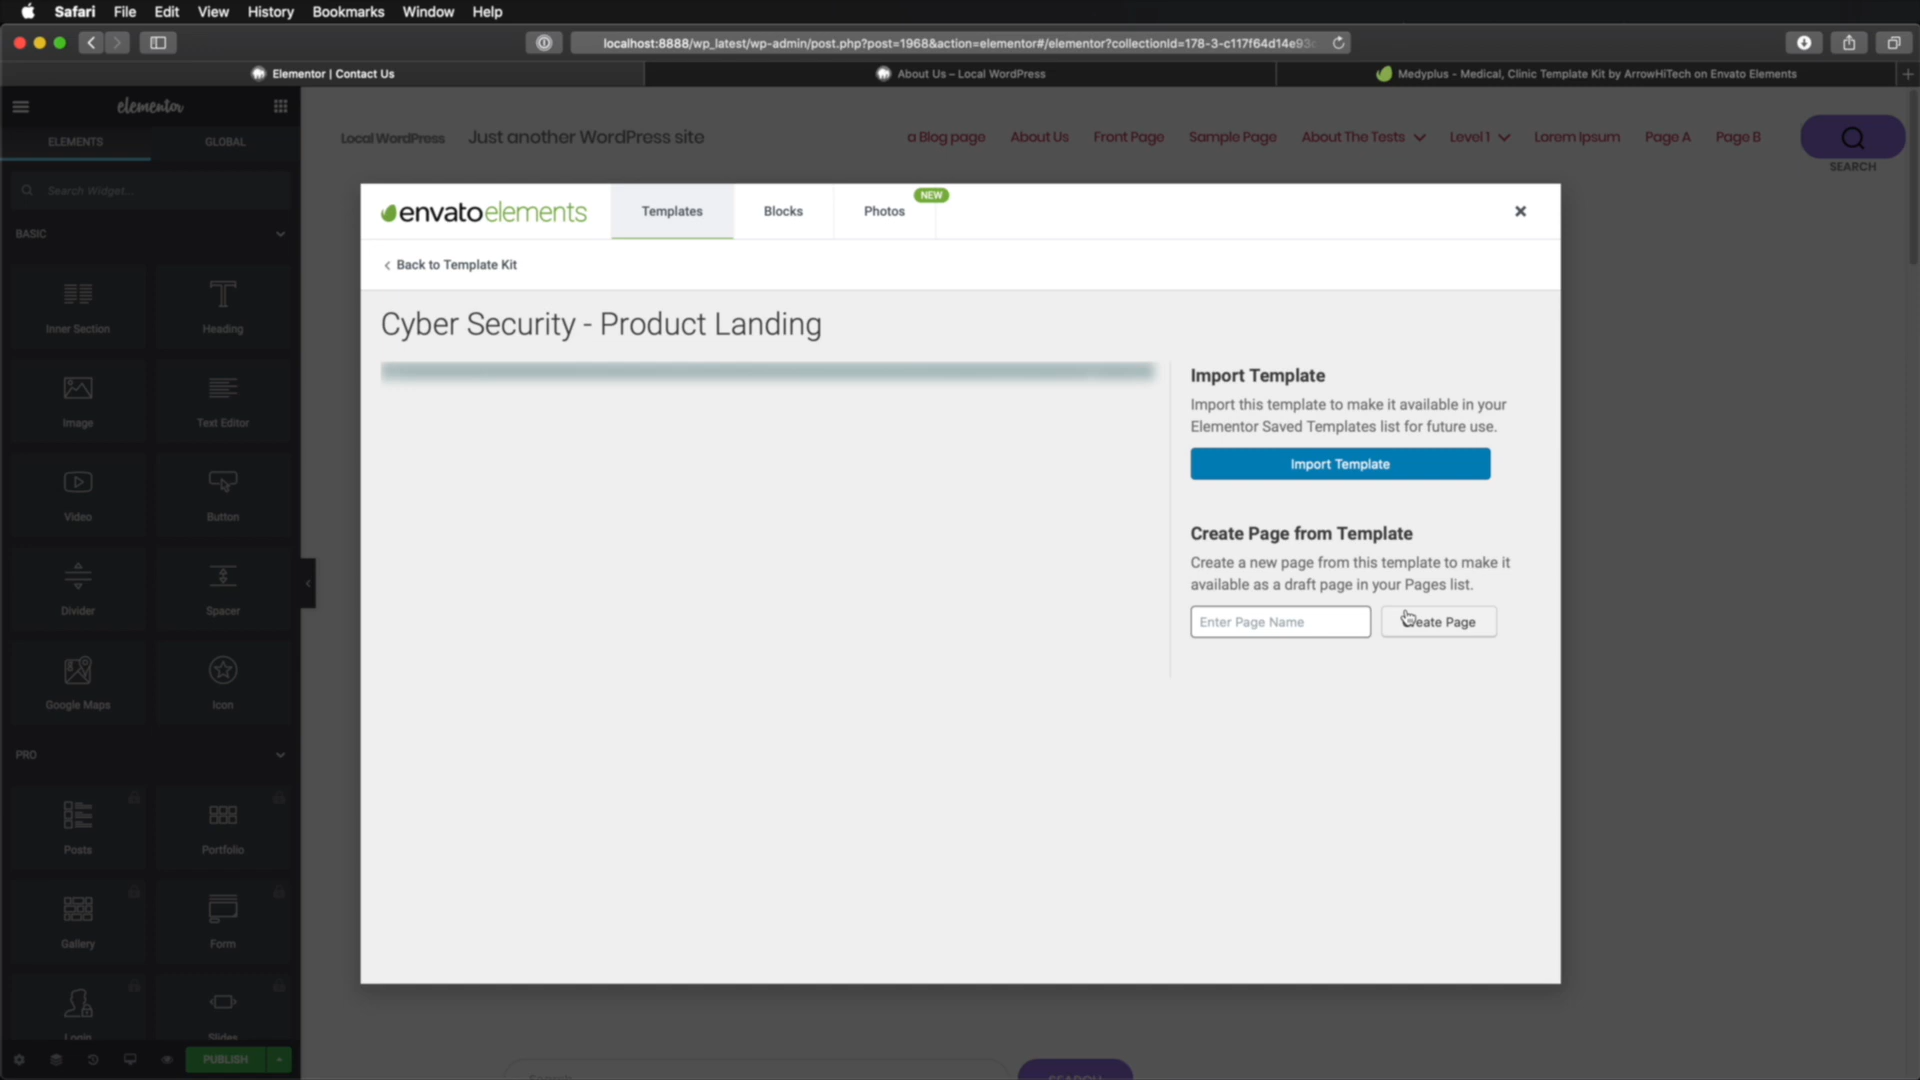 Safari File Edit View History Bookmarks Window Help
localhost:8888/wp_latest/wp-admin/post.php?post=1968&action=elementor#/elementor?collectionId=178-3-c117f64d14e93
Elementor | Contact Us
About Us – Local WordPress
Medyplus - Medical, Clinic Template Kit by ArrowHiTech on Envato Elements
elementor
ELEMENTS GLOBAL
Search Widget...
BASIC
Inner Section Heading
Image Text Editor
Video Button
Divider Spacer
Google Maps Icon
PRO
Posts Portfolio
Gallery Form
Login Slides
PUBLISH
Local WordPress Just another WordPress site
a Blog page About Us Front Page Sample Page About The Tests Level 1 Lorem Ipsum Page A Page B
SEARCH
envatoelements
Templates Blocks Photos NEW
Back to Template Kit
Cyber Security - Product Landing
Import Template
Import this template to make it available in your
Elementor Saved Templates list for future use.
Import Template
Create Page from Template
Create a new page from this template to make it
available as a draft page in your Pages list.
Enter Page Name
Create Page
Search
SEARCH